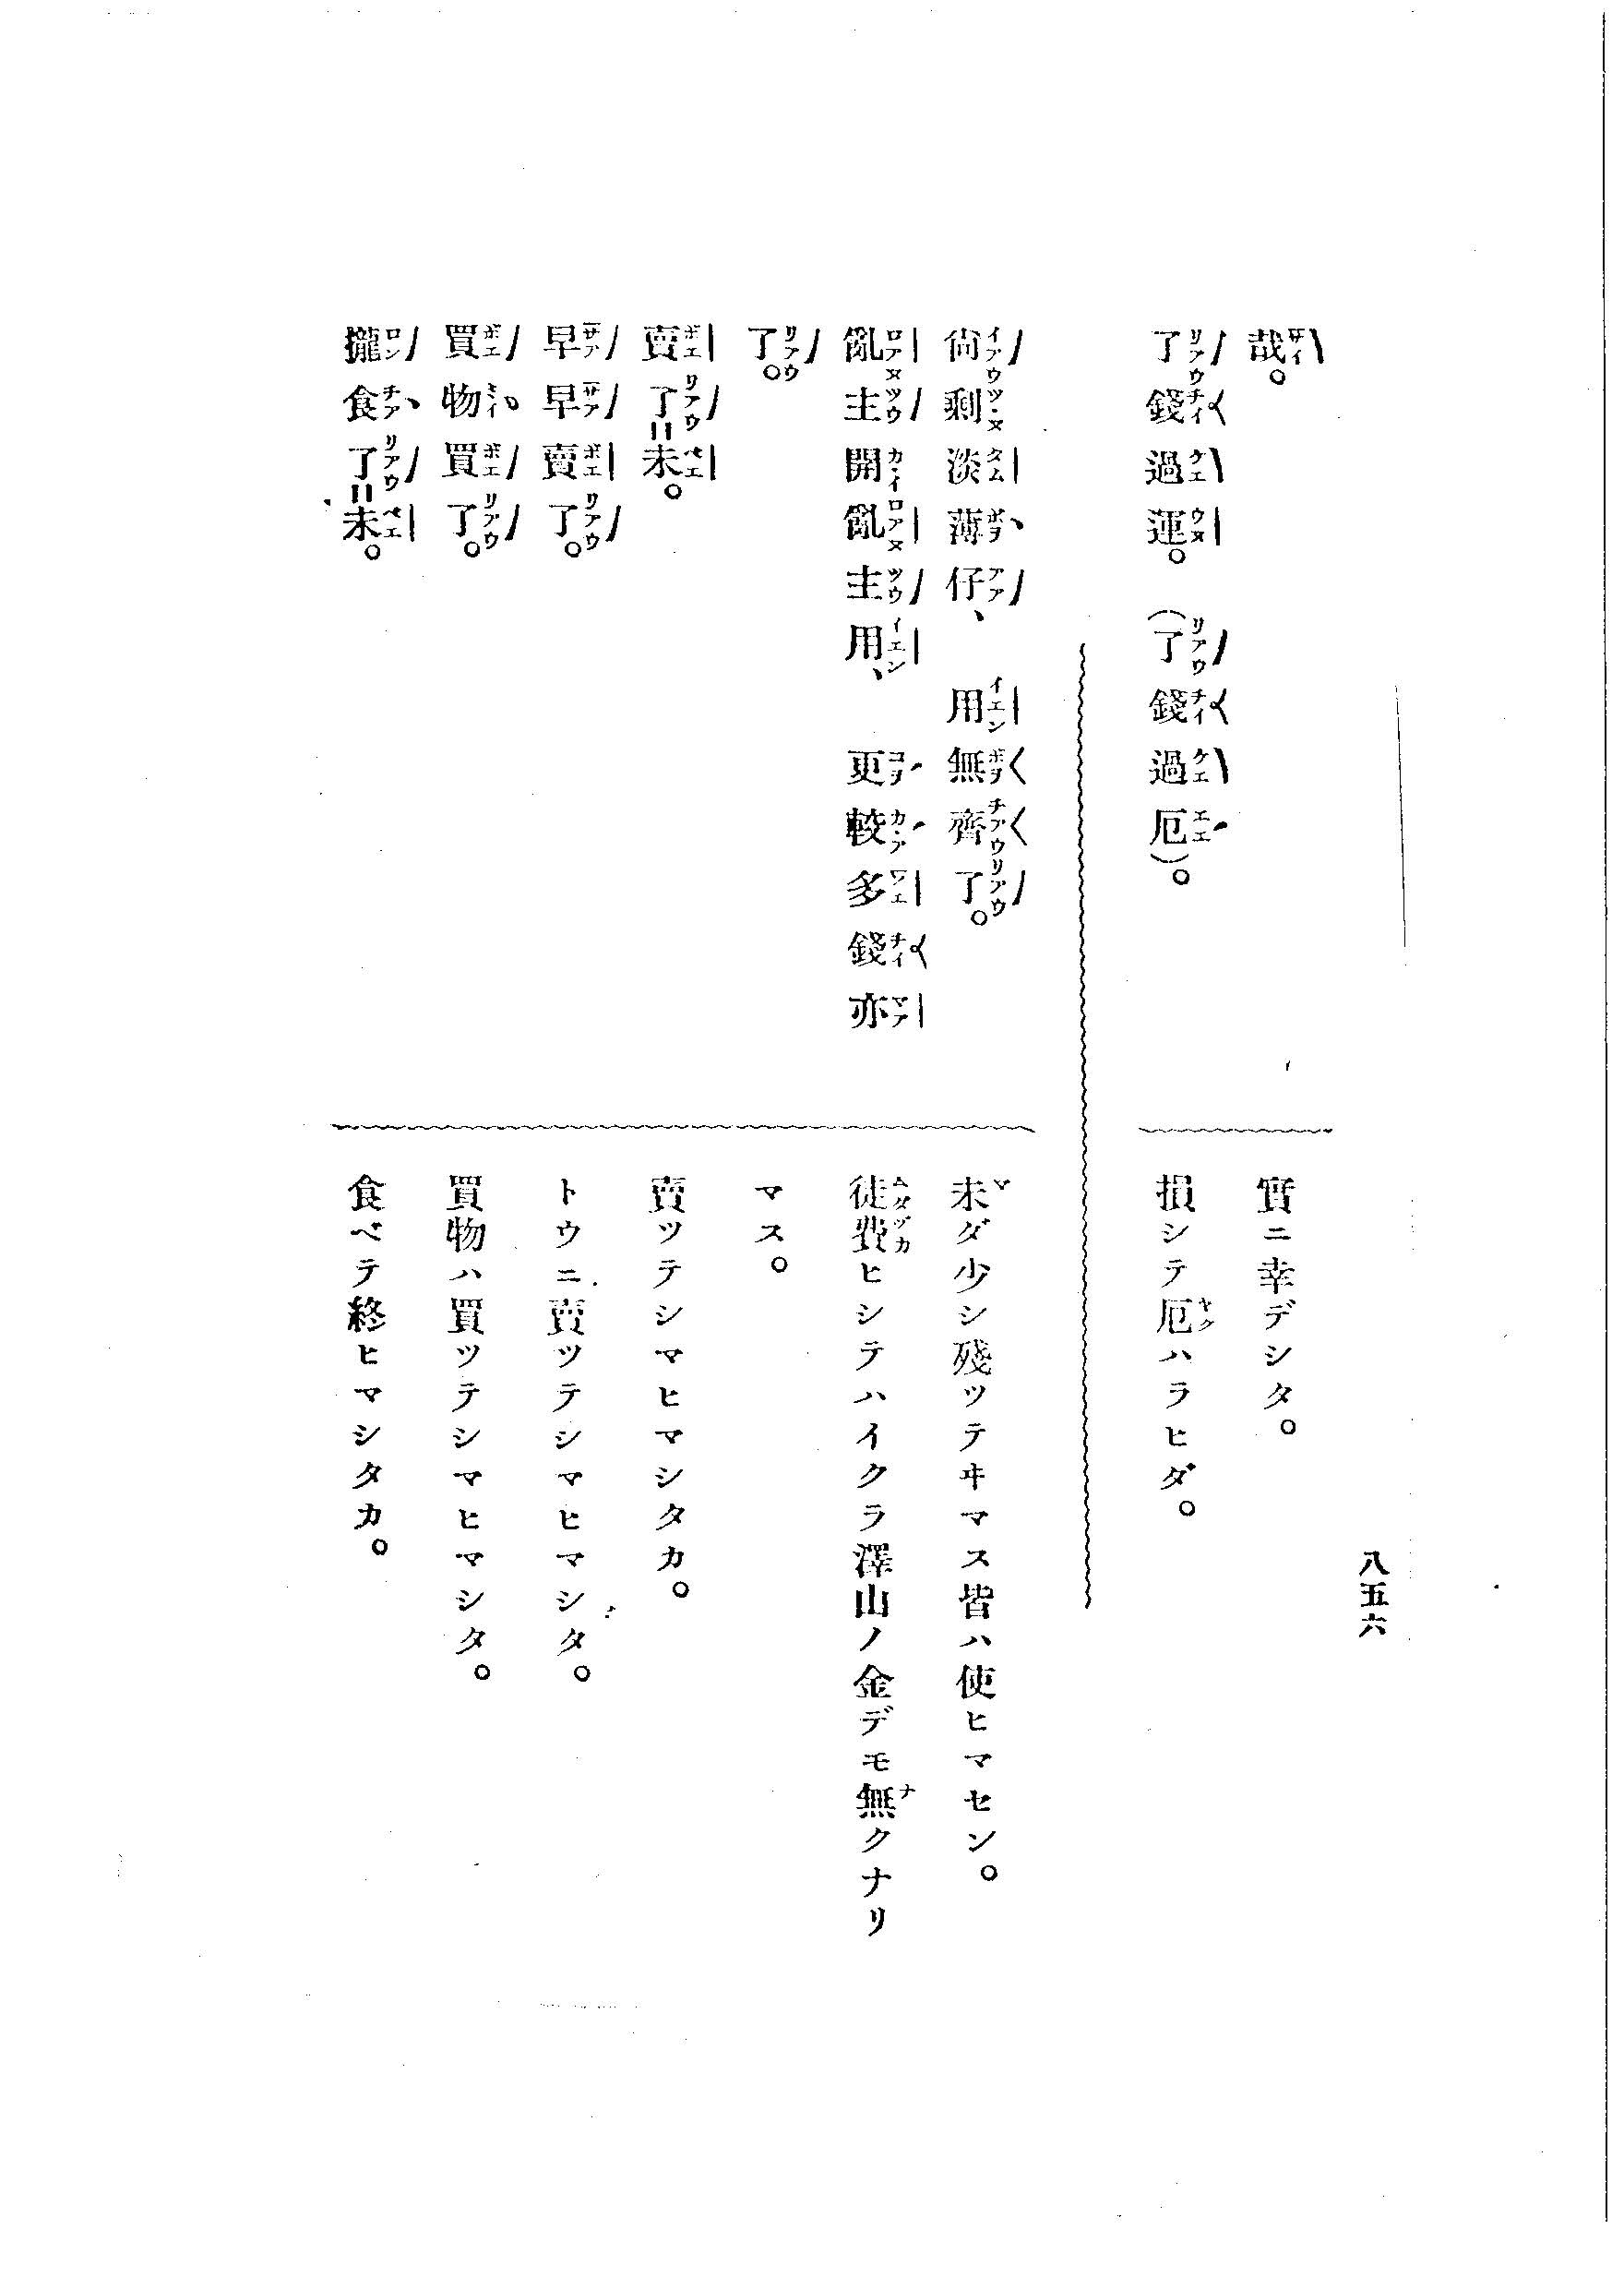 八五六
哉。
實ニ幸デシタ。
了錢過運。（了錢過厄）。
損シテ厄ハラヒダ。
尙剩淡薄仔、用無齊了。
未ダ少シ殘ツテヰマス皆ハ使ヒマセン。
亂主開亂主用、更較多錢亦
了。
徒費ヒシテハイクラ澤山ノ金デモ無クナリ
マス。
賣了＝未。
賣ツテシマヒマシタカ。
早早賣了。
トウニ賣ツテシマヒマシタ。
買物買了。
買物ハ買ツテシマヒマシタ。
攏食了＝未。
食ベテ終ヒマシタカ。